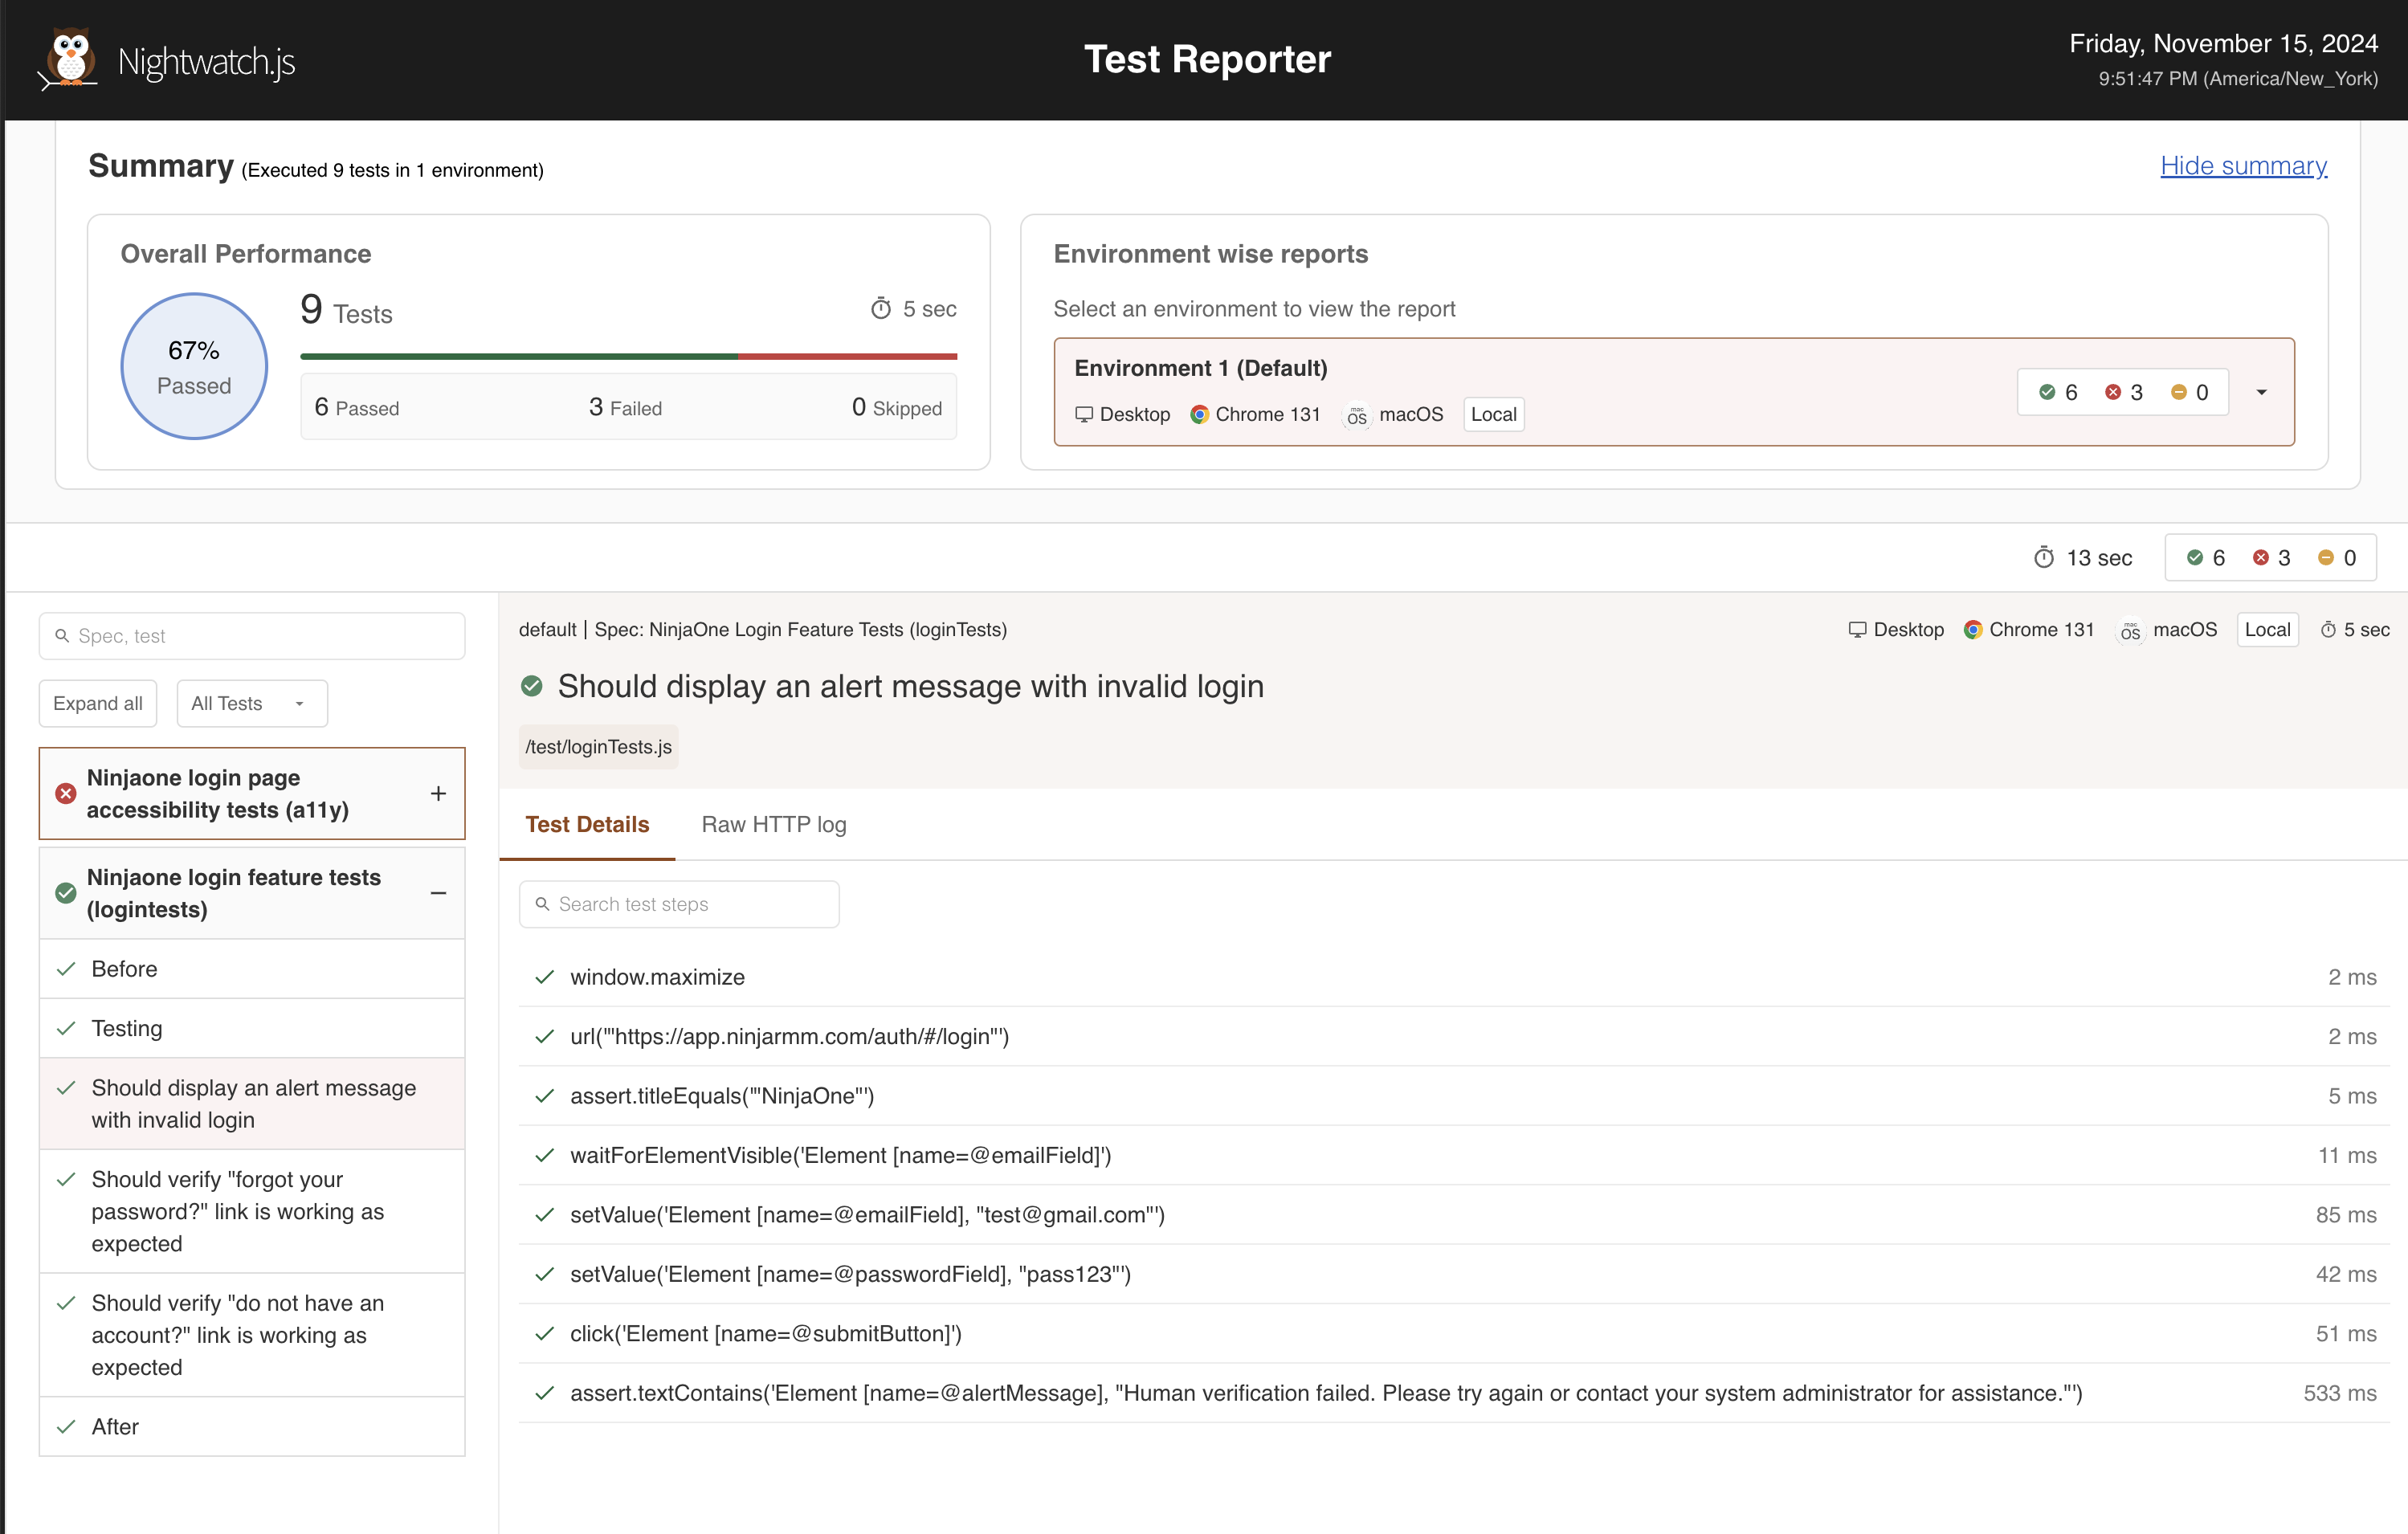 Nightwatch.js
Test Reporter
Friday, November 15, 2024
9:51:47 PM (America/New_York)
Summary (Executed 9 tests in 1 environment)
Hide summary
Overall Performance
67%
Passed
9 Tests
5 sec
6 Passed
3 Failed
0 Skipped
Environment wise reports
Select an environment to view the report
Environment 1 (Default)
Desktop
Chrome 131
mac
OS
macOS
Local
6
3
0
13 sec
6
3
0
Spec, test
Expand all
All Tests
Ninjaone login page
accessibility tests (a11y)
+
Ninjaone login feature tests
(logintests)
Before
Testing
Should display an alert message
with invalid login
Should verify "forgot your
password?" link is working as
expected
Should verify "do not have an
account?" link is working as
expected
After
default | Spec: NinjaOne Login Feature Tests (loginTests)
Desktop
Chrome 131
mac
OS
macOS
Local
5 sec
Should display an alert message with invalid login
/test/loginTests.js
Test Details
Raw HTTP log
Search test steps
window.maximize 2 ms
url('"https://app.ninjarmm.com/auth/#/login"') 2 ms
assert.titleEquals('"NinjaOne"') 5 ms
waitForElementVisible('Element [name=@emailField]') 11 ms
setValue('Element [name=@emailField], "test@gmail.com"') 85 ms
setValue('Element [name=@passwordField], "pass123"') 42 ms
click('Element [name=@submitButton]') 51 ms
assert.textContains('Element [name=@alertMessage], "Human verification failed. Please try again or contact your system administrator for assistance."') 533 ms